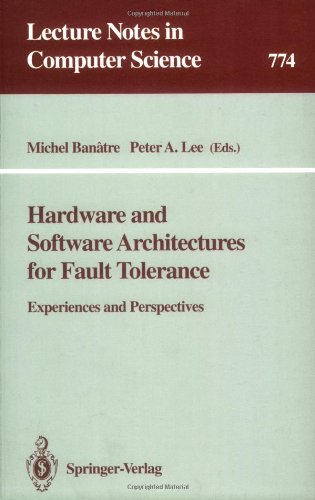 Lecture Notes in
Computer Science
774
Michel Banâtre Peter A. Lee (Eds.)
Hardware and
Software Architectures
for Fault Tolerance
Experiences and Perspectives
Springer-Verlag